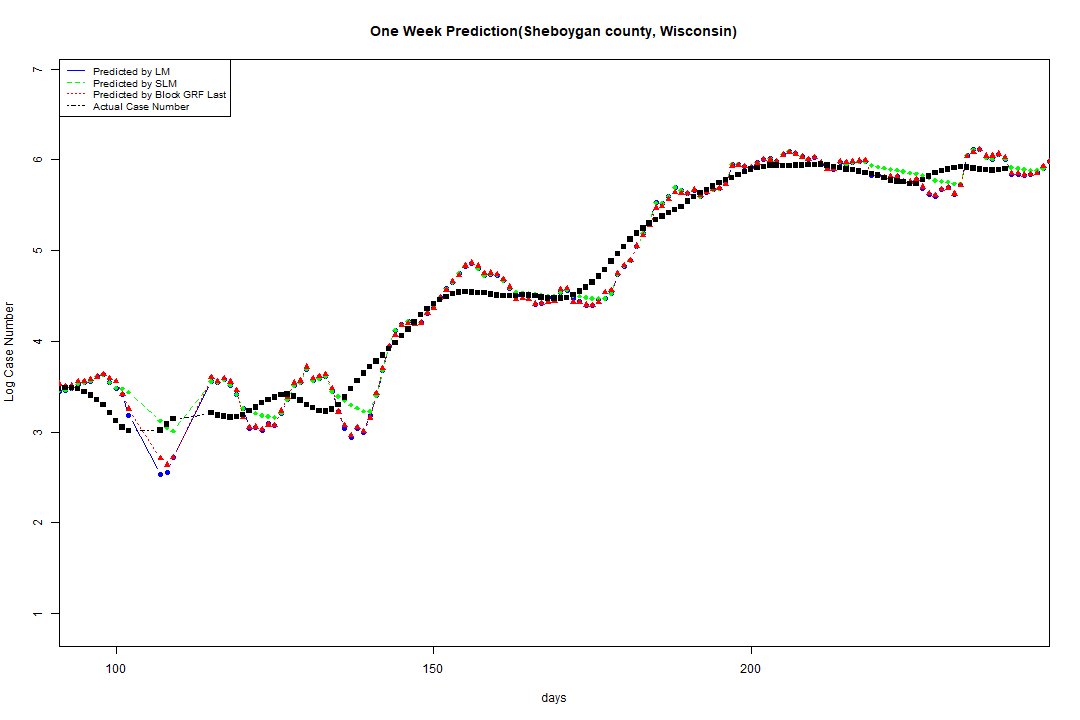 One Week Prediction(Sheboygan county, Wisconsin)
Predicted by LM
Predicted by SLM
Predicted by Block GRF Last
Actual Case Number
7
6
5
4
3
2
1
Log Case Number
100 150 200
days